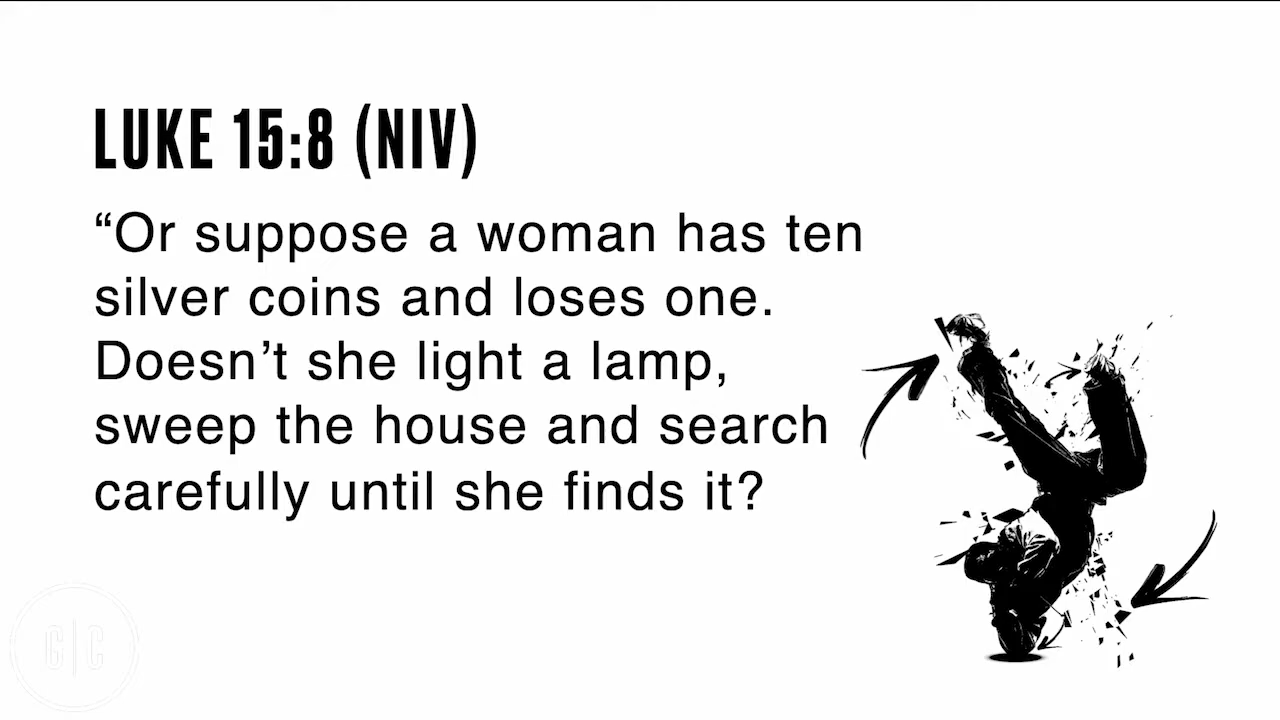 LUKE 15:8 (NIV)
“Or suppose a woman has ten
silver coins and loses one.
Doesn’t she light a lamp,
sweep the house and search
carefully until she finds it?
C|C